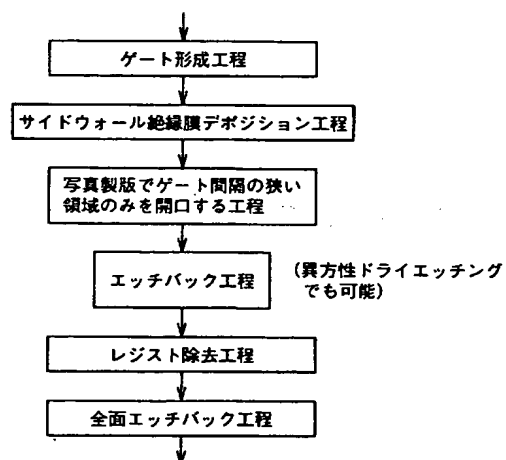 ゲート形成工程
サイドウォール絶縁膜デポジション工程
写真製版でゲート間隔の狭い
領域のみを開口する工程
エッチバック工程
(異方性ドライエッチング
でも可能)
レジスト除去工程
全面エッチバック工程